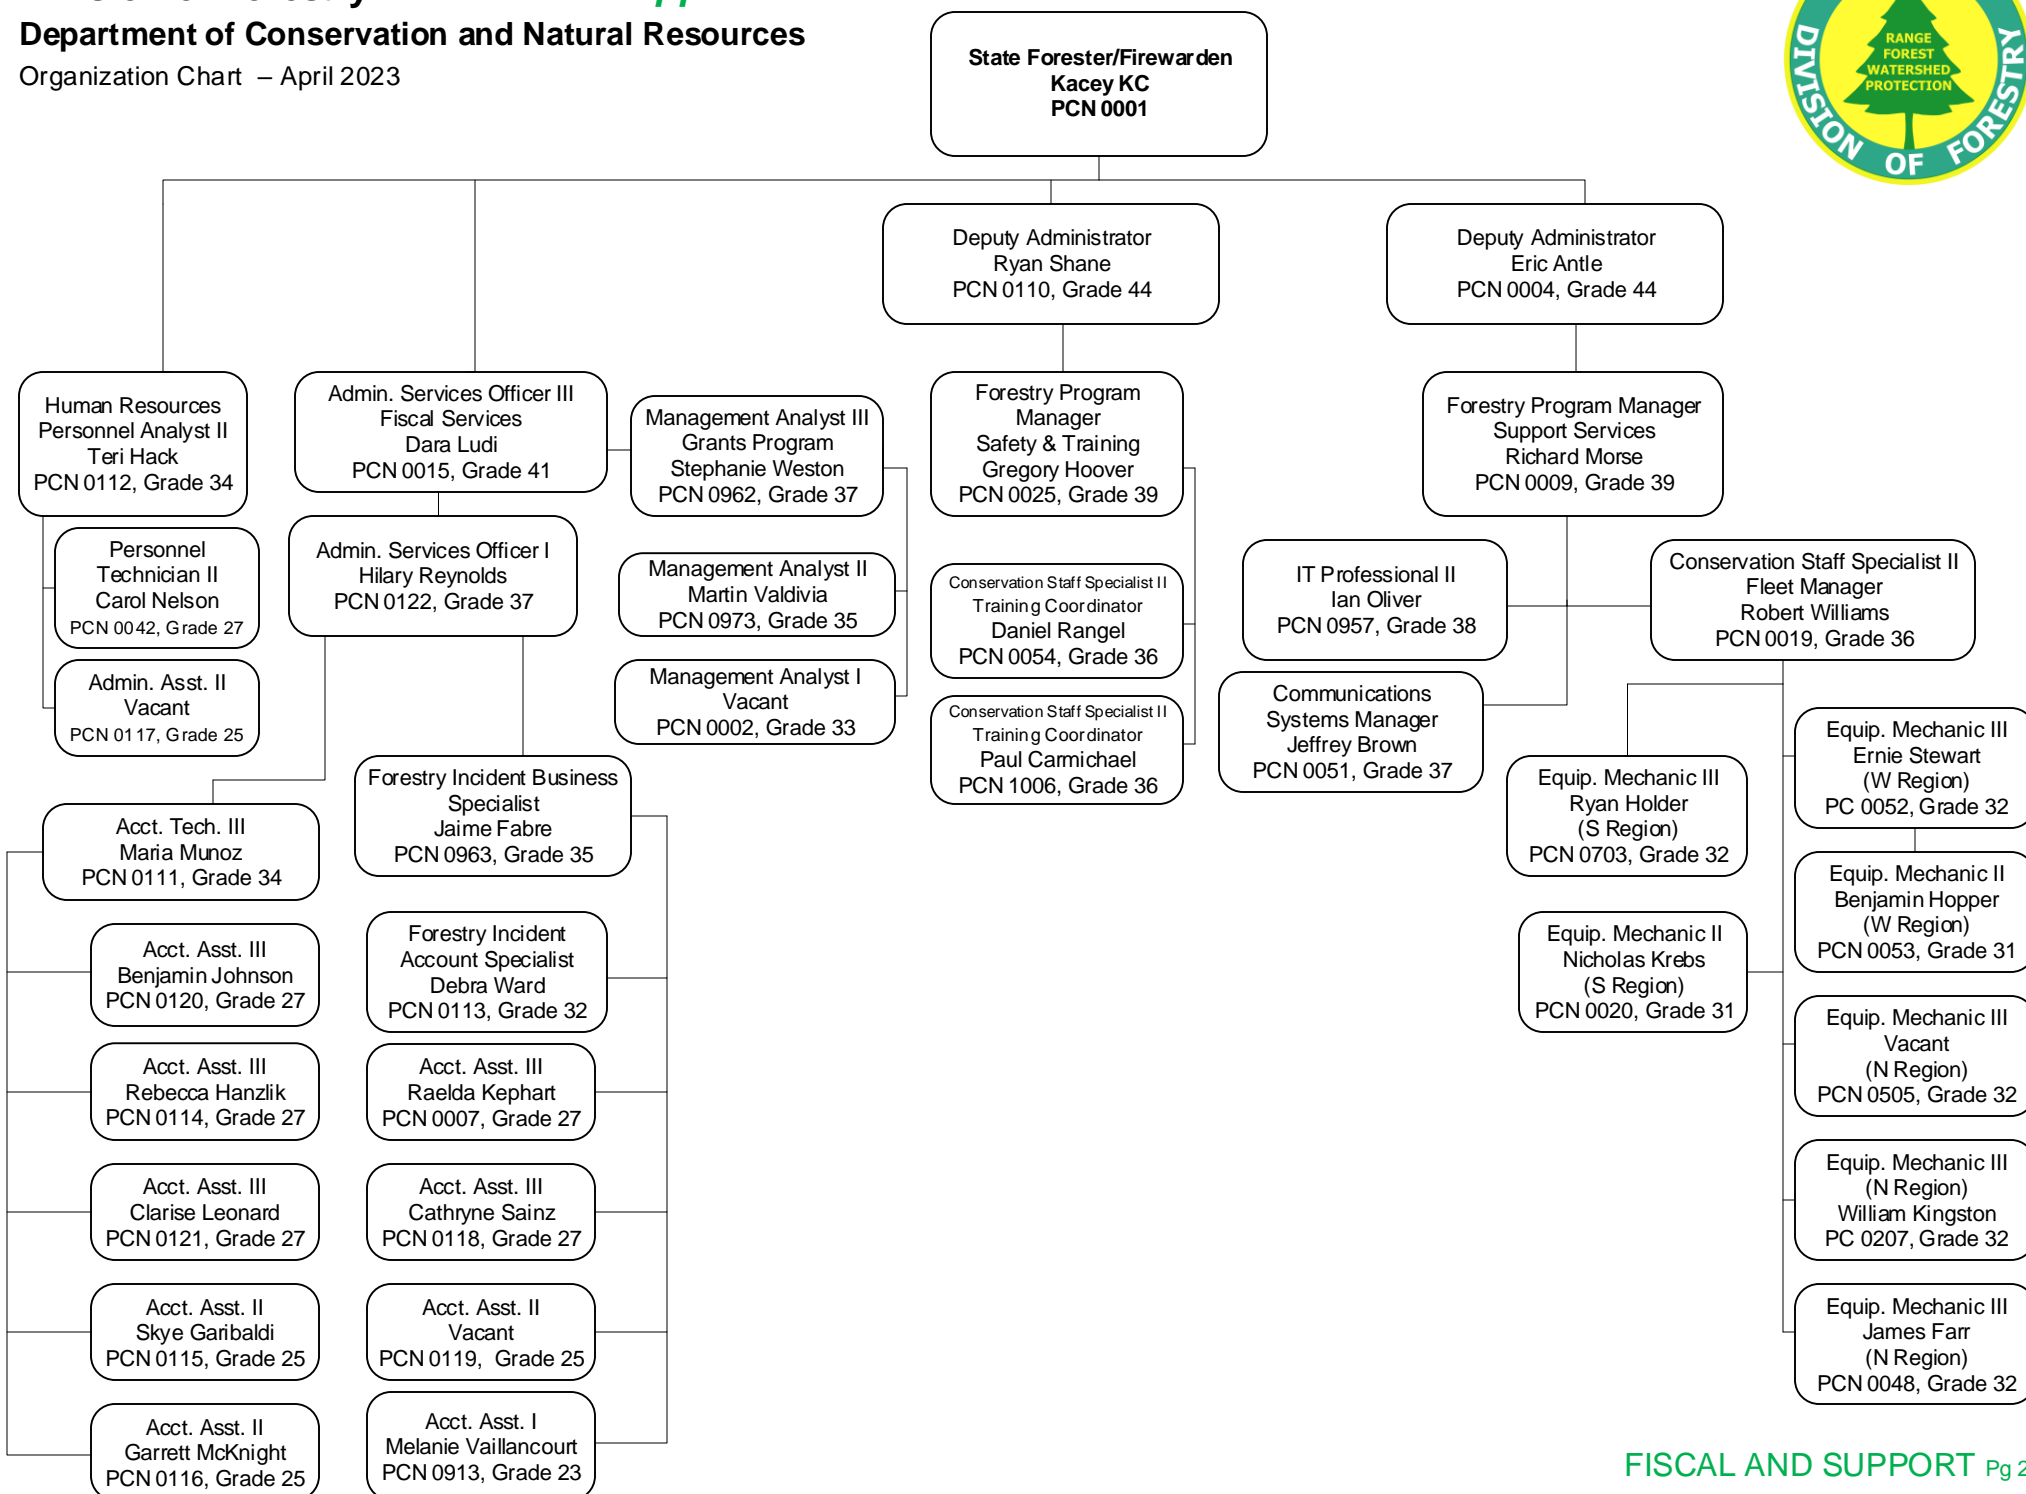 Department of Conservation and Natural Resources
Organization Chart – April 2023
RANGE
FOREST
WATERSHED
PROTECTION
DIVISION OF FORESTRY
State Forester/Firewarden
Kacey KC
PCN 0001
Deputy Administrator
Ryan Shane
PCN 0110, Grade 44
Deputy Administrator
Eric Antle
PCN 0004, Grade 44
Human Resources
Personnel Analyst II
Teri Hack
PCN 0112, Grade 34
Admin. Services Officer III
Fiscal Services
Dara Ludi
PCN 0015, Grade 41
Management Analyst III
Grants Program
Stephanie Weston
PCN 0962, Grade 37
Forestry Program
Manager
Safety & Training
Gregory Hoover
PCN 0025, Grade 39
Forestry Program Manager
Support Services
Richard Morse
PCN 0009, Grade 39
Personnel
Technician II
Carol Nelson
PCN 0042, Grade 27
Admin. Services Officer I
Hilary Reynolds
PCN 0122, Grade 37
Management Analyst II
Martin Valdivia
PCN 0973, Grade 35
Conservation Staff Specialist II
Training Coordinator
Daniel Rangel
PCN 0054, Grade 36
IT Professional II
Ian Oliver
PCN 0957, Grade 38
Conservation Staff Specialist II
Fleet Manager
Robert Williams
PCN 0019, Grade 36
Admin. Asst. II
Vacant
PCN 0117, Grade 25
Management Analyst I
Vacant
PCN 0002, Grade 33
Conservation Staff Specialist II
Training Coordinator
Paul Carmichael
PCN 1006, Grade 36
Communications
Systems Manager
Jeffrey Brown
PCN 0051, Grade 37
Equip. Mechanic III
Ryan Holder
(S Region)
PCN 0703, Grade 32
Equip. Mechanic III
Ernie Stewart
(W Region)
PC 0052, Grade 32
Acct. Tech. III
Maria Munoz
PCN 0111, Grade 34
Forestry Incident Business
Specialist
Jaime Fabre
PCN 0963, Grade 35
Equip. Mechanic II
Benjamin Hopper
(W Region)
PCN 0053, Grade 31
Acct. Asst. III
Benjamin Johnson
PCN 0120, Grade 27
Forestry Incident
Account Specialist
Debra Ward
PCN 0113, Grade 32
Equip. Mechanic II
Nicholas Krebs
(S Region)
PCN 0020, Grade 31
Equip. Mechanic III
Vacant
(N Region)
PCN 0505, Grade 32
Acct. Asst. III
Rebecca Hanzlik
PCN 0114, Grade 27
Acct. Asst. III
Raelda Kephart
PCN 0007, Grade 27
Equip. Mechanic III
(N Region)
William Kingston
PC 0207, Grade 32
Acct. Asst. III
Clarise Leonard
PCN 0121, Grade 27
Acct. Asst. III
Cathryne Sainz
PCN 0118, Grade 27
Equip. Mechanic III
James Farr
(N Region)
PCN 0048, Grade 32
Acct. Asst. II
Skye Garibaldi
PCN 0115, Grade 25
Acct. Asst. II
Vacant
PCN 0119, Grade 25
Acct. Asst. II
Garrett McKnight
PCN 0116, Grade 25
Acct. Asst. I
Melanie Vaillancourt
PCN 0913, Grade 23
FISCAL AND SUPPORT Pg 2